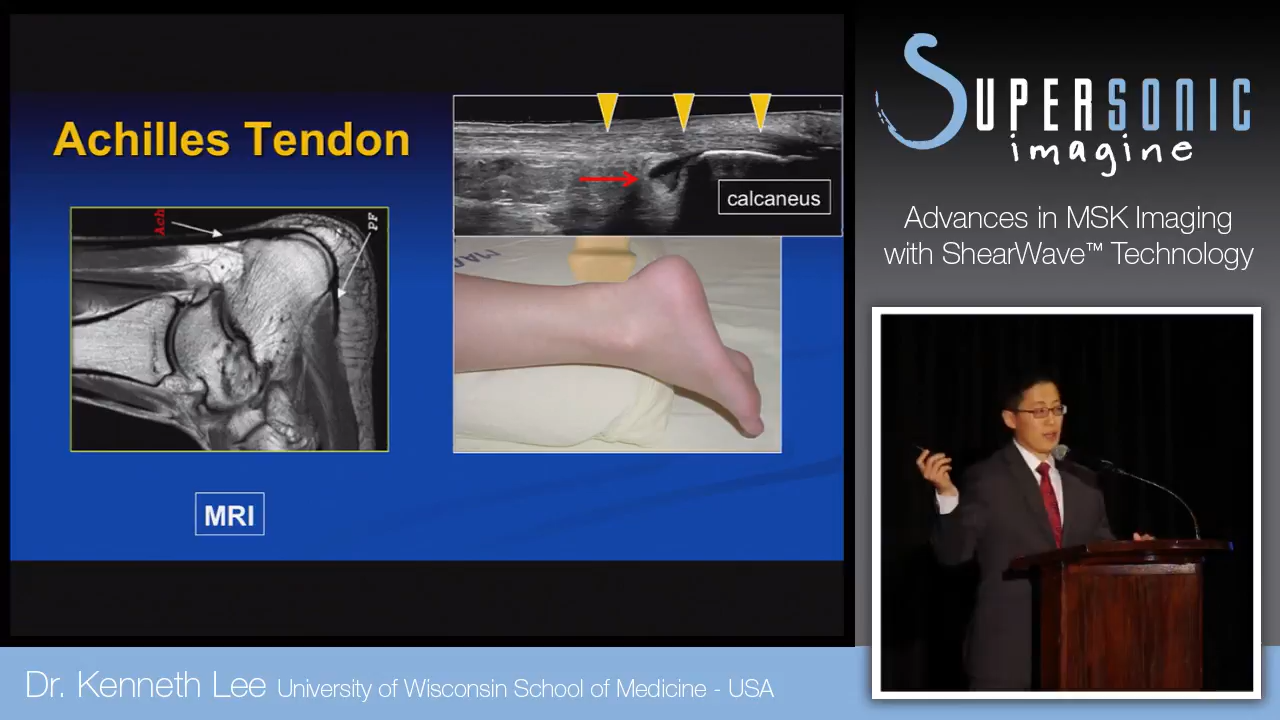 Achilles Tendon
Ach
PF
MRI
calcaneus
SUPERSONIC
imagine
Advances in MSK Imaging
with ShearWave™ Technology
Dr. Kenneth Lee University of Wisconsin School of Medicine - USA